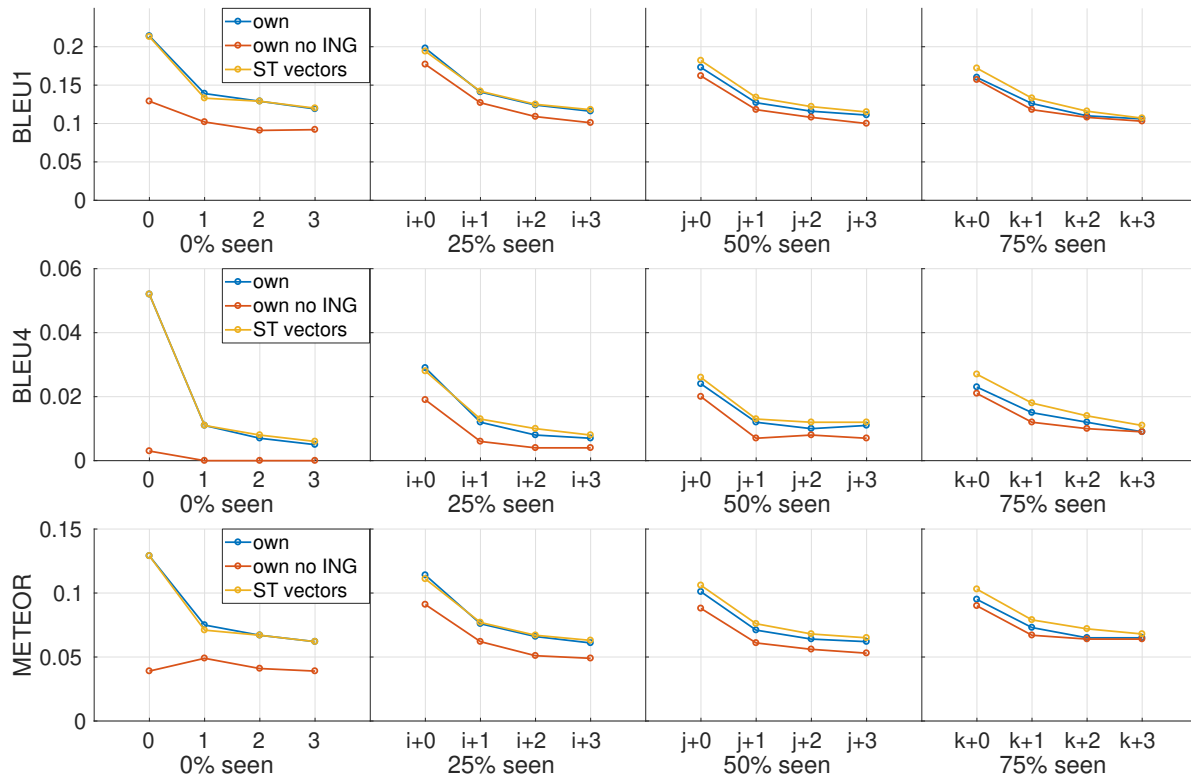 BLEU1
0.2
0.15
0.1
0.05
0
own
own no ING
ST vectors
0 1 2 3 i+0 i+1 i+2 i+3 j+0 j+1 j+2 j+3 k+0 k+1 k+2 k+3
0% seen 25% seen 50% seen 75% seen
BLEU4
0.06
0.04
0.02
0
own
own no ING
ST vectors
0 1 2 3 i+0 i+1 i+2 i+3 j+0 j+1 j+2 j+3 k+0 k+1 k+2 k+3
0% seen 25% seen 50% seen 75% seen
METEOR
0.15
0.1
0.05
0
own
own no ING
ST vectors
0 1 2 3 i+0 i+1 i+2 i+3 j+0 j+1 j+2 j+3 k+0 k+1 k+2 k+3
0% seen 25% seen 50% seen 75% seen